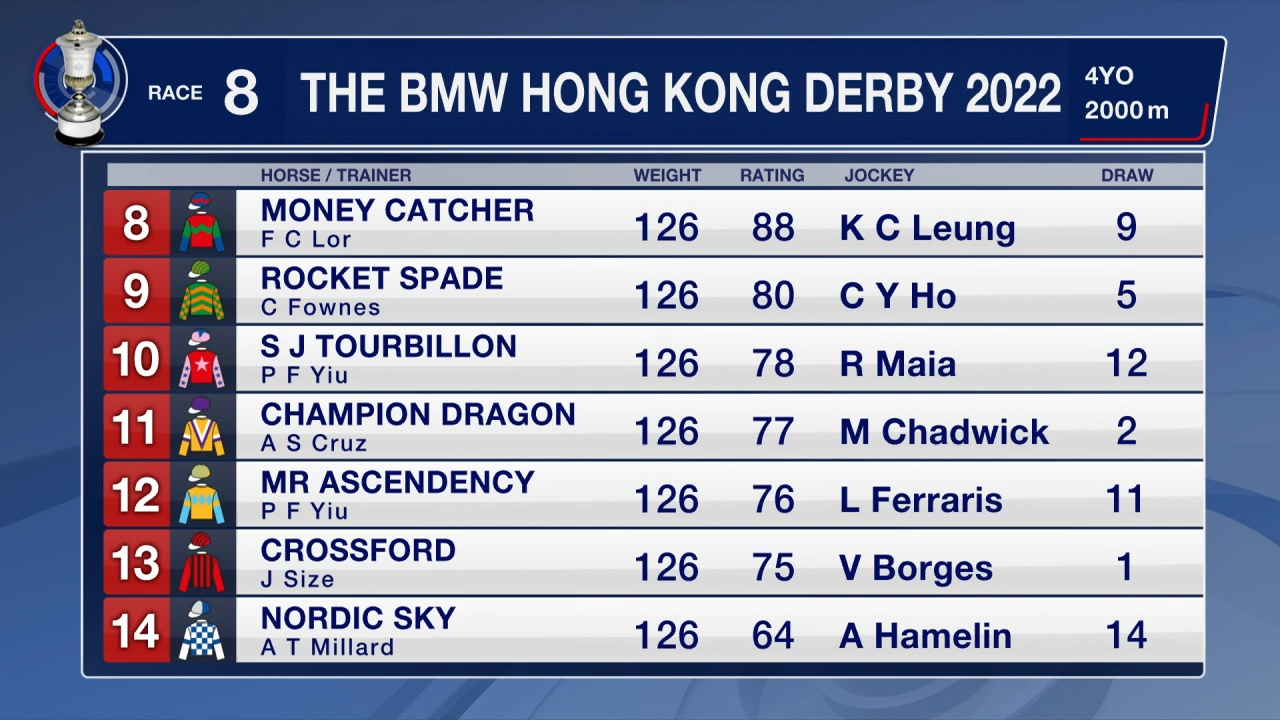 RACE 8 THE BMW HONG KONG DERBY 2022 4YO
2000 m
HORSE / TRAINER WEIGHT RATING JOCKEY DRAW
8 MONEY CATCHER 126 88 K C Leung 9
F C Lor
9 ROCKET SPADE 126 80 C Y Ho 5
C Fownes
10 S J TOURBILLON 126 78 R Maia 12
P F Yiu
11 CHAMPION DRAGON 126 77 M Chadwick 2
A S Cruz
12 MR ASCENDENCY 126 76 L Ferraris 11
P F Yiu
13 CROSSFORD 126 75 V Borges 1
J Size
14 NORDIC SKY 126 64 A Hamelin 14
A T Millard